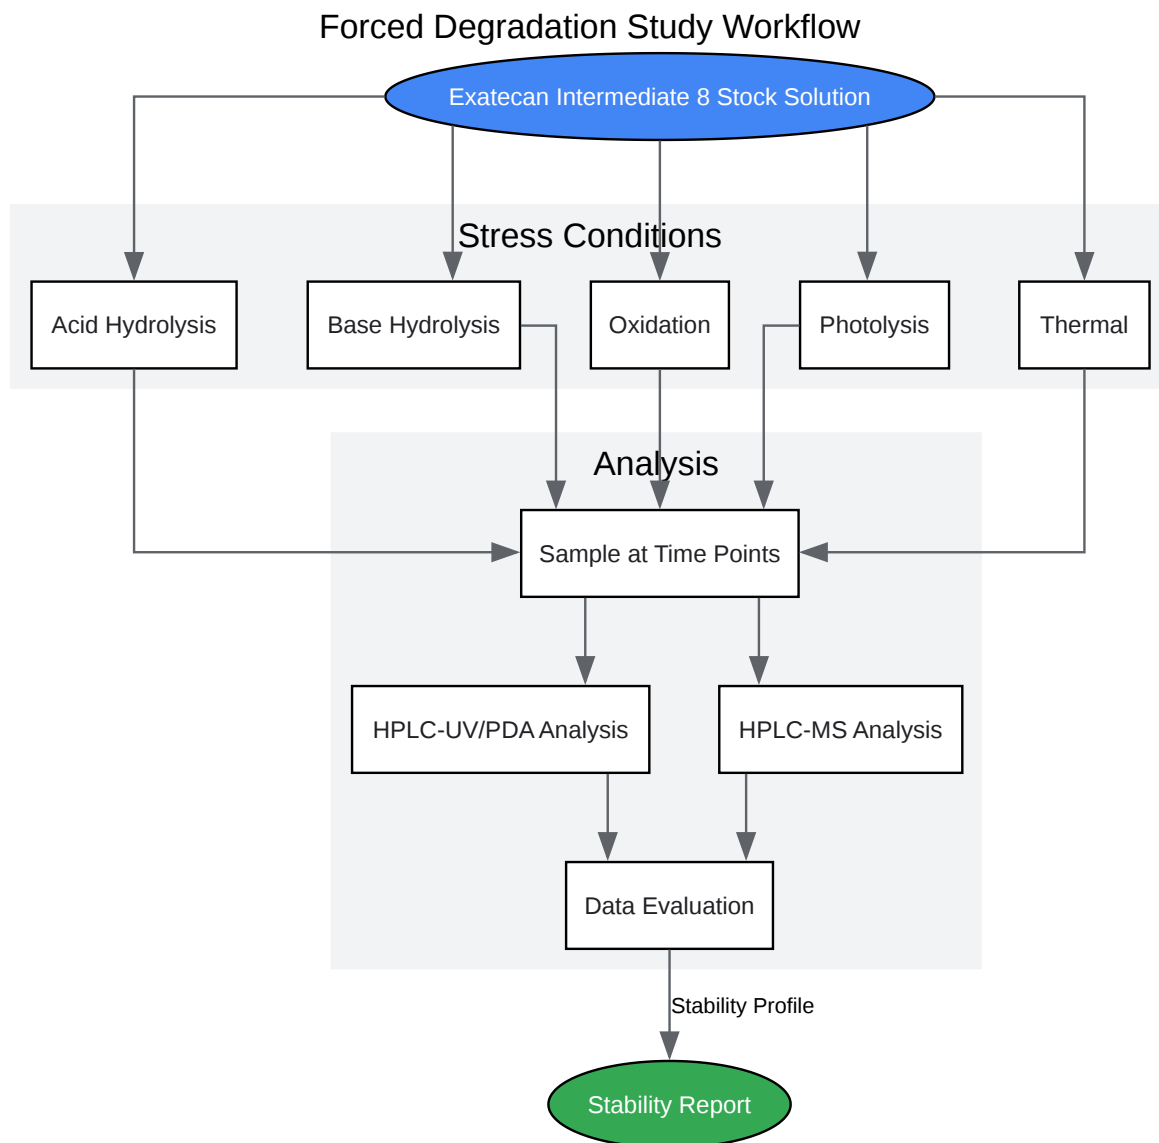 Forced Degradation Study Workflow
Exatecan Intermediate 8 Stock Solution
Stress Conditions
Acid Hydrolysis
Base Hydrolysis
Oxidation
Photolysis
Thermal
Analysis
Sample at Time Points
HPLC-UV/PDA Analysis
HPLC-MS Analysis
Data Evaluation
Stability Profile
Stability Report